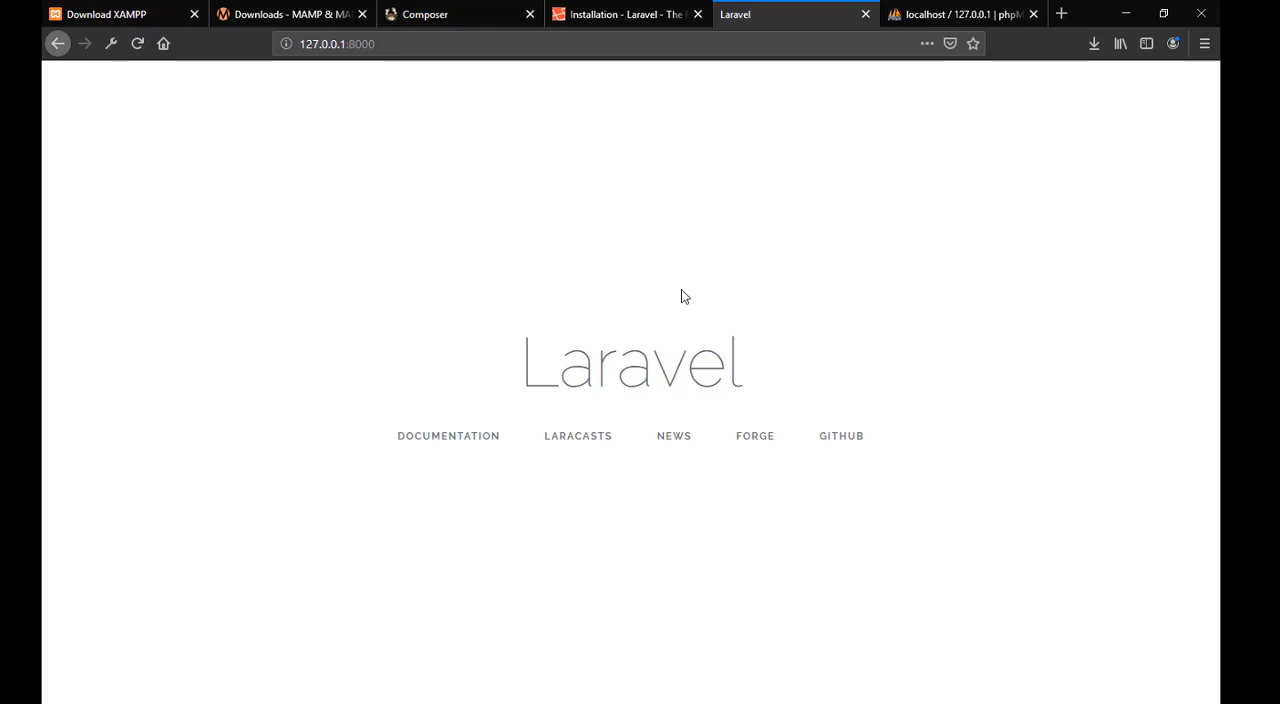 Download XAMPP
Downloads - MAMP & MA
Composer
Installation - Laravel - The
Laravel
localhost / 127.0.0.1 | phpM
127.0.0.1:8000
Laravel
DOCUMENTATION LARACASTS NEWS FORGE GITHUB